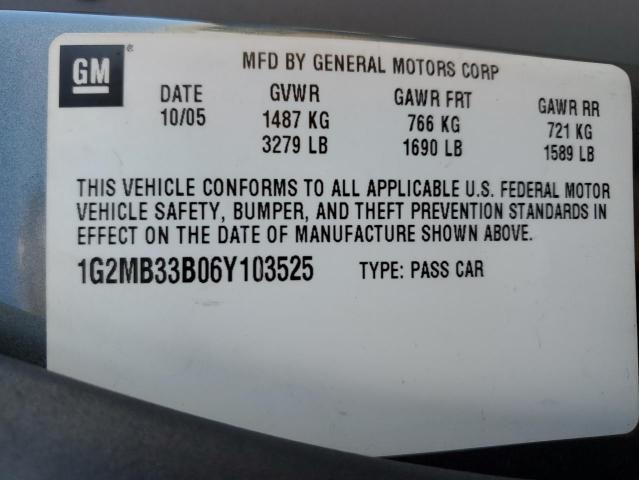 GM ®
MFD BY GENERAL MOTORS CORP
DATE GVWR GAWR FRT GAWR RR
10/05 1487 KG 766 KG 721 KG
3279 LB 1690 LB 1589 LB
THIS VEHICLE CONFORMS TO ALL APPLICABLE U.S. FEDERAL MOTOR
VEHICLE SAFETY, BUMPER, AND THEFT PREVENTION STANDARDS IN
EFFECT ON THE DATE OF MANUFACTURE SHOWN ABOVE.
1G2MB33B06Y103525 TYPE: PASS CAR